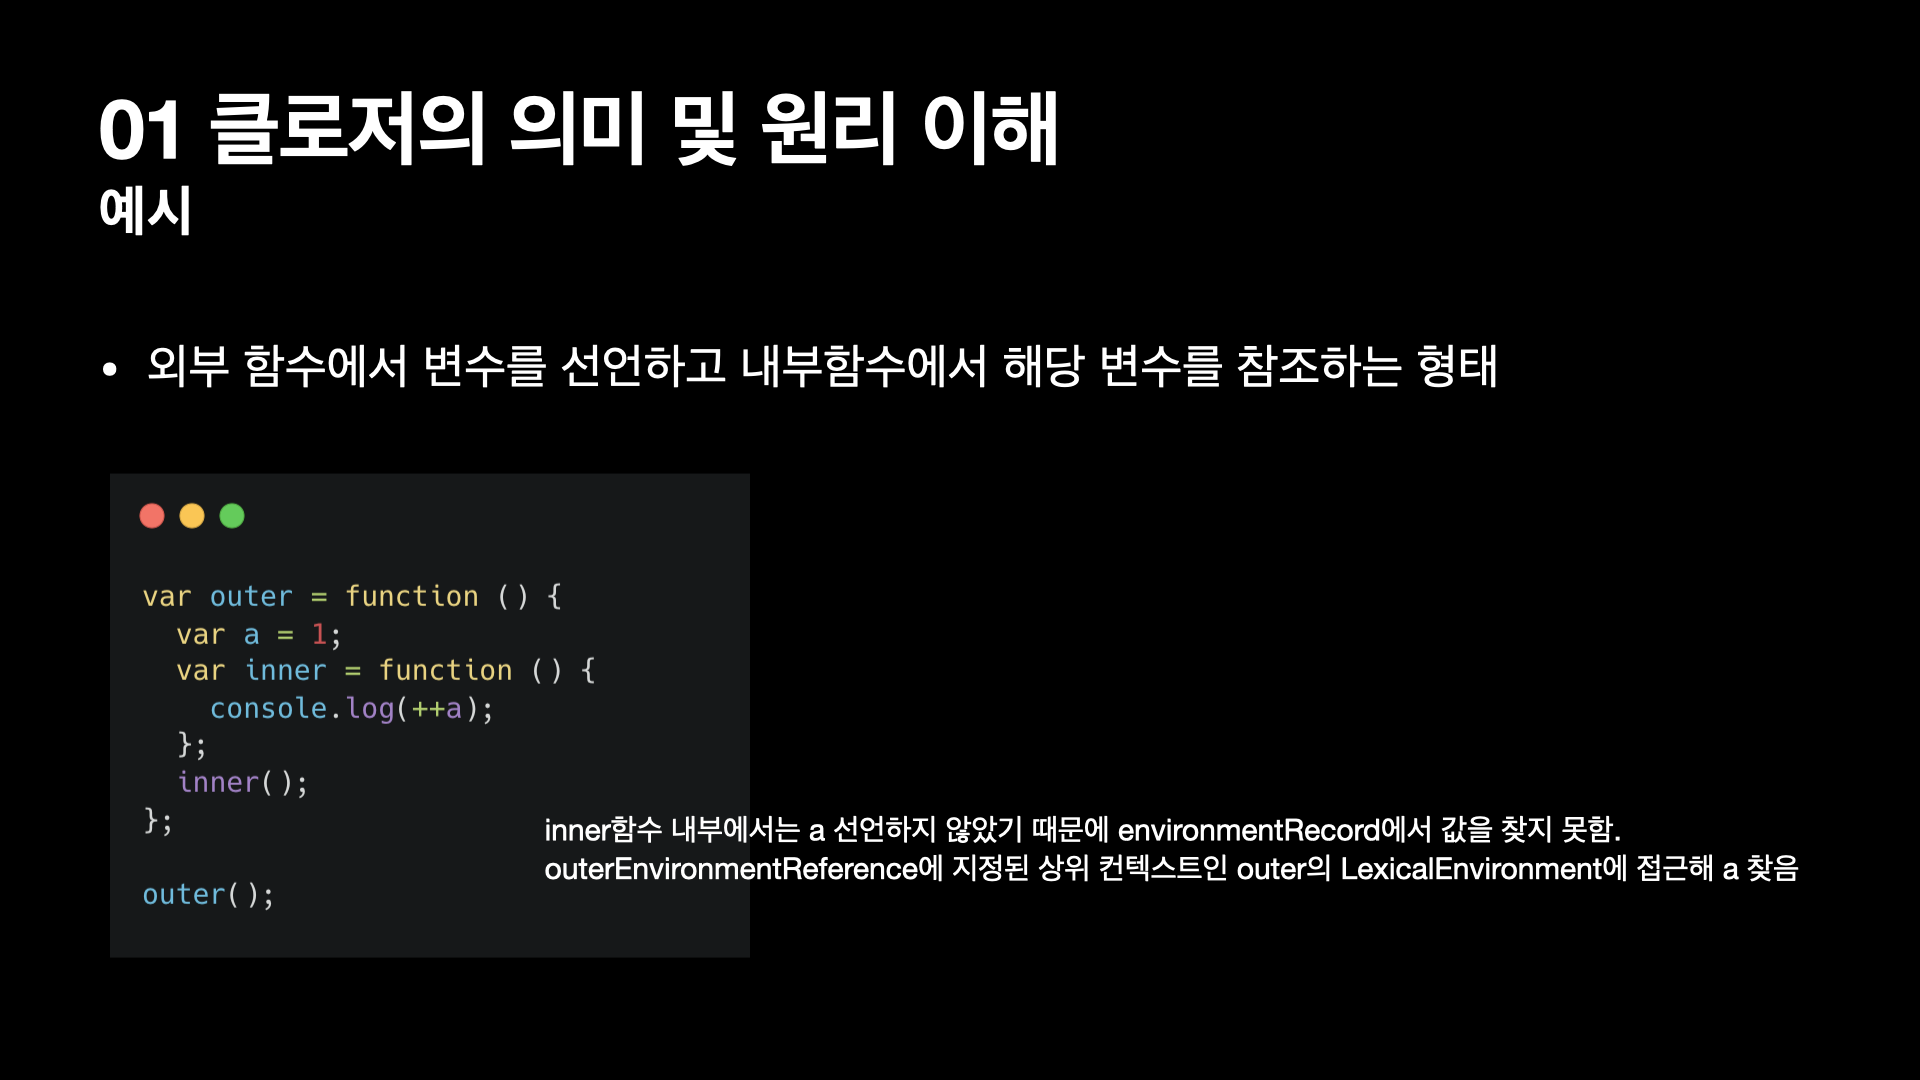 01 클로저의 의미 및 원리 이해
예시
• 외부 함수에서 변수를 선언하고 내부함수에서 해당 변수를 참조하는 형태
var outer = function () {
  var a = 1;
  var inner = function () {
    console.log(++a);
  };
  inner();
};
inner함수 내부에서는 a 선언하지 않았기 때문에 environmentRecord에서 값을 찾지 못함.
outerEnvironmentReference에 지정된 상위 컨텍스트인 outer의 LexicalEnvironment에 접근해 a 찾음
outer();